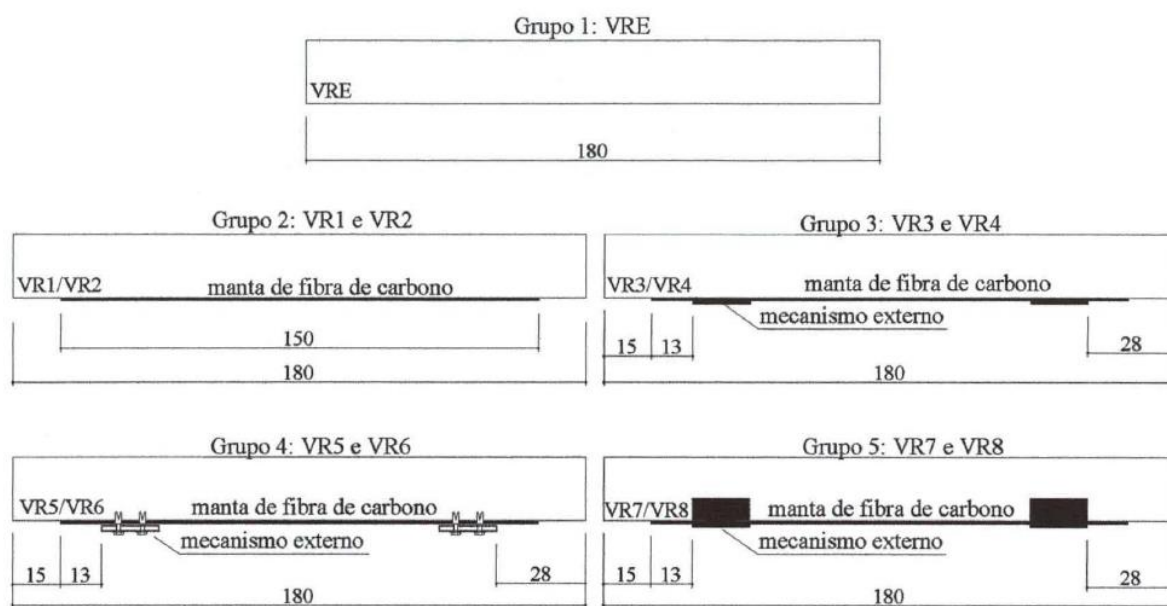 Grupo 1: VRE
VRE
180
Grupo 2: VR1 e VR2
VR1/VR2
manta de fibra de carbono
150
180
Grupo 3: VR3 e VR4
VR3/VR4
manta de fibra de carbono
mecanismo externo
15
13
28
180
Grupo 4: VR5 e VR6
VR5/VR6
manta de fibra de carbono
mecanismo externo
15
13
28
180
Grupo 5: VR7 e VR8
VR7/VR8
manta de fibra de carbono
mecanismo externo
15
13
28
180